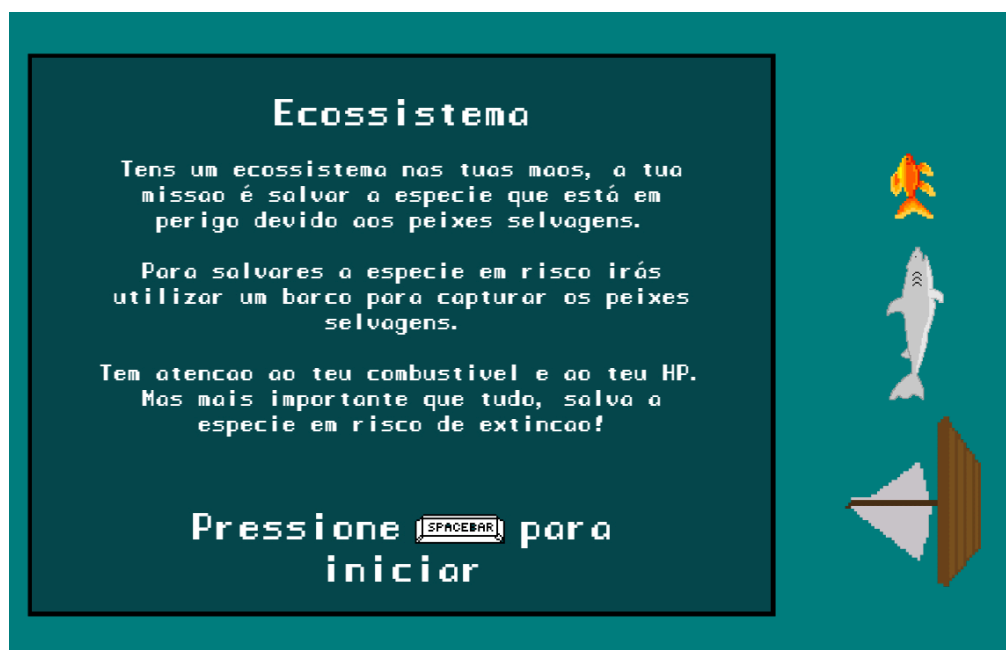 Ecossistema
Tens um ecossistema nas tuas maos, a tua
missao é salvar a especie que está em
perigo devido aos peixes selvagens.
Para salvares a especie em risco irás
utilizar um barco para capturar os peixes
selvagens.
Tem atencao ao teu combustivel e ao teu HP.
Mas mais importante que tudo, salva a
especie em risco de extincao!
Pressione SPACEBAR para
iniciar